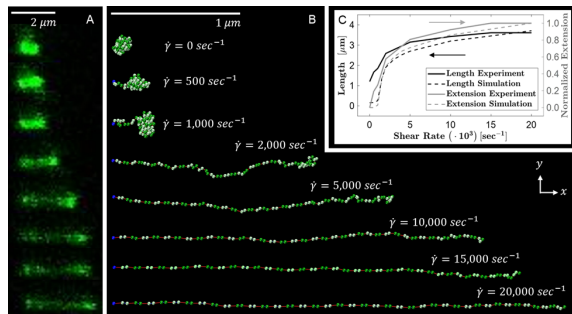 2 μm
A
1 μm
B
γ̇ = 0 sec⁻¹
γ̇ = 500 sec⁻¹
γ̇ = 1,000 sec⁻¹
γ̇ = 2,000 sec⁻¹
γ̇ = 5,000 sec⁻¹
γ̇ = 10,000 sec⁻¹
γ̇ = 15,000 sec⁻¹
γ̇ = 20,000 sec⁻¹
C
Length [μm]
4
3
2
1
0
Normalized Extension
1.0
0.8
0.6
0.4
0.2
0.0
Length Experiment
Length Simulation
Extension Experiment
Extension Simulation
0 5 10 15 20
Shear Rate (·10³) [sec⁻¹]
y
x